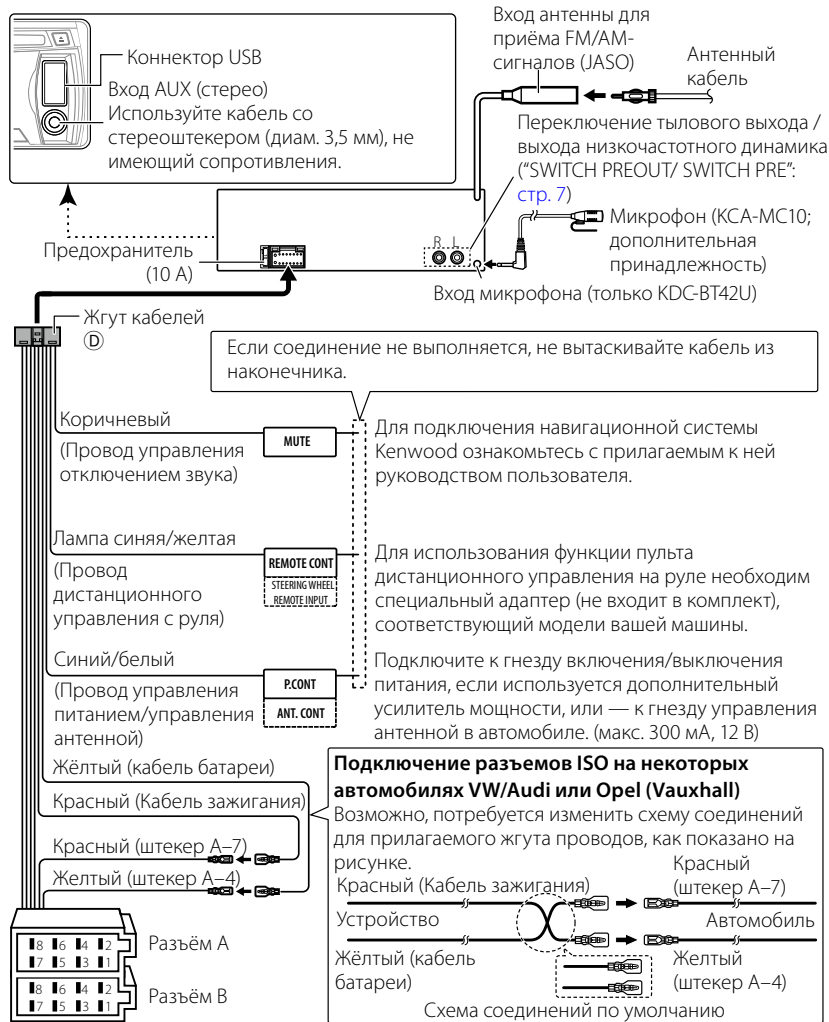 Коннектор USB
Вход AUX (стерео)
Используйте кабель со
стереоштекером (диам. 3,5 мм), не
имеющий сопротивления.
Вход антенны для
приёма FM/AM-
сигналов (JASO)
Антенный
кабель
Переключение тылового выхода /
выхода низкочастотного динамика
(“SWITCH PREOUT/ SWITCH PRE”:
стр. 7)
R L
Микрофон (KCA-MC10;
дополнительная
принадлежность)
Предохранитель
(10 A)
Вход микрофона (только KDC-BT42U)
Жгут кабелей
Ⓓ
Если соединение не выполняется, не вытаскивайте кабель из
наконечника.
Коричневый
(Провод управления
отключением звука)
MUTE
Для подключения навигационной системы
Kenwood ознакомьтесь с прилагаемым к ней
руководством пользователя.
Лампа синяя/желтая
(Провод
дистанционного
управления с руля)
REMOTE CONT
STEERING WHEEL
REMOTE INPUT
Для использования функции пульта
дистанционного управления на руле необходим
специальный адаптер (не входит в комплект),
соответствующий модели вашей машины.
Синий/белый
(Провод управления
питанием/управления
антенной)
P.CONT
ANT. CONT
Подключите к гнезду включения/выключения
питания, если используется дополнительный
усилитель мощности, или — к гнезду управления
антенной в автомобиле. (макс. 300 мА, 12 В)
Жёлтый (кабель батареи)
Красный (Кабель зажигания)
Красный (штекер A–7)
Желтый (штекер A–4)
8 6 4 2
7 5 3 1
Разъём A
8 6 4 2
7 5 3 1
Разъём B
Подключение разъемов ISO на некоторых
автомобилях VW/Audi или Opel (Vauxhall)
Возможно, потребуется изменить схему соединений
для прилагаемого жгута проводов, как показано на
рисунке.
Красный (Кабель зажигания)
Красный
(штекер A–7)
Устройство
Автомобиль
Жёлтый (кабель
батареи)
Желтый
(штекер A–4)
Схема соединений по умолчанию